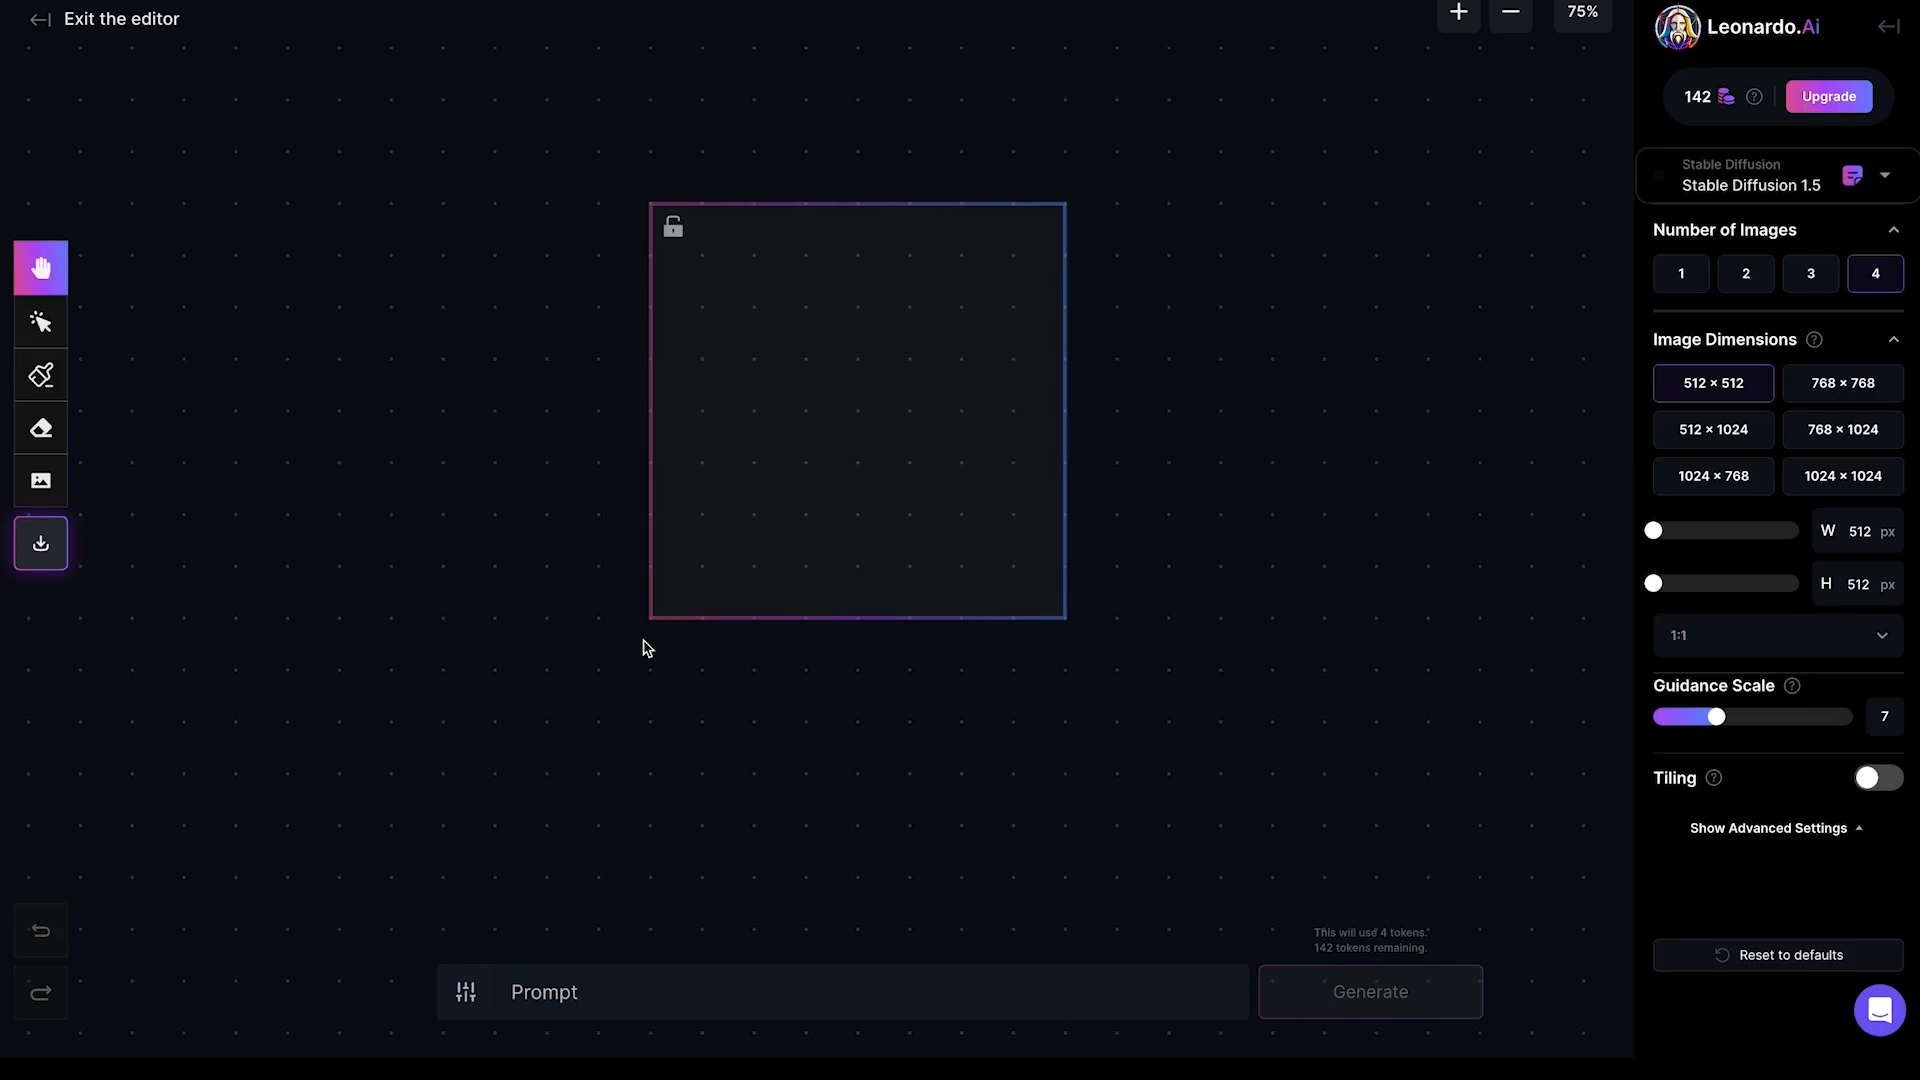 Exit the editor
75%
Leonardo.Ai
142
Upgrade
Stable Diffusion
Stable Diffusion 1.5
Number of Images
1
2
3
4
Image Dimensions
512 × 512
768 × 768
512 × 1024
768 × 1024
1024 × 768
1024 × 1024
W 512 px
H 512 px
1:1
Guidance Scale
7
Tiling
Show Advanced Settings
This will use 4 tokens.
142 tokens remaining.
Prompt
Generate
Reset to defaults